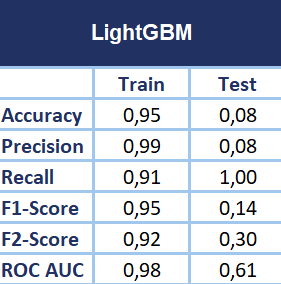 LightGBM
Train Test
Accuracy 0,95 0,08
Precision 0,99 0,08
Recall 0,91 1,00
F1-Score 0,95 0,14
F2-Score 0,92 0,30
ROC AUC 0,98 0,61